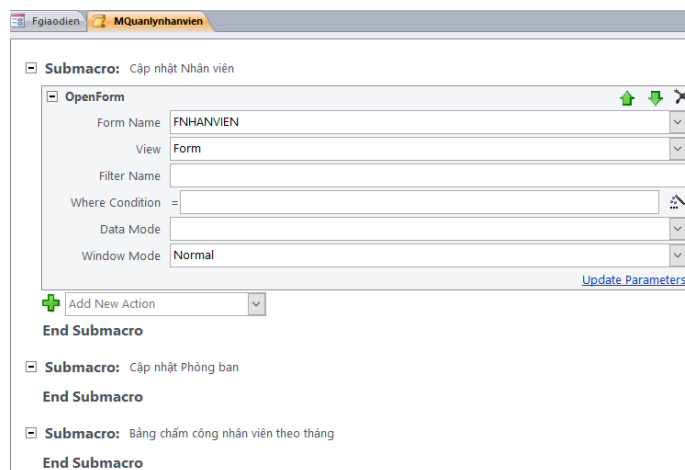 Fgiaodien MQuanlynhanvien
Submacro: Cập nhật Nhân viên
OpenForm
Form Name FNHANVIEN
View Form
Filter Name
Where Condition =
Data Mode
Window Mode Normal
Update Parameters
Add New Action
End Submacro
Submacro: Cập nhật Phòng ban
End Submacro
Submacro: Bảng chấm công nhân viên theo tháng
End Submacro